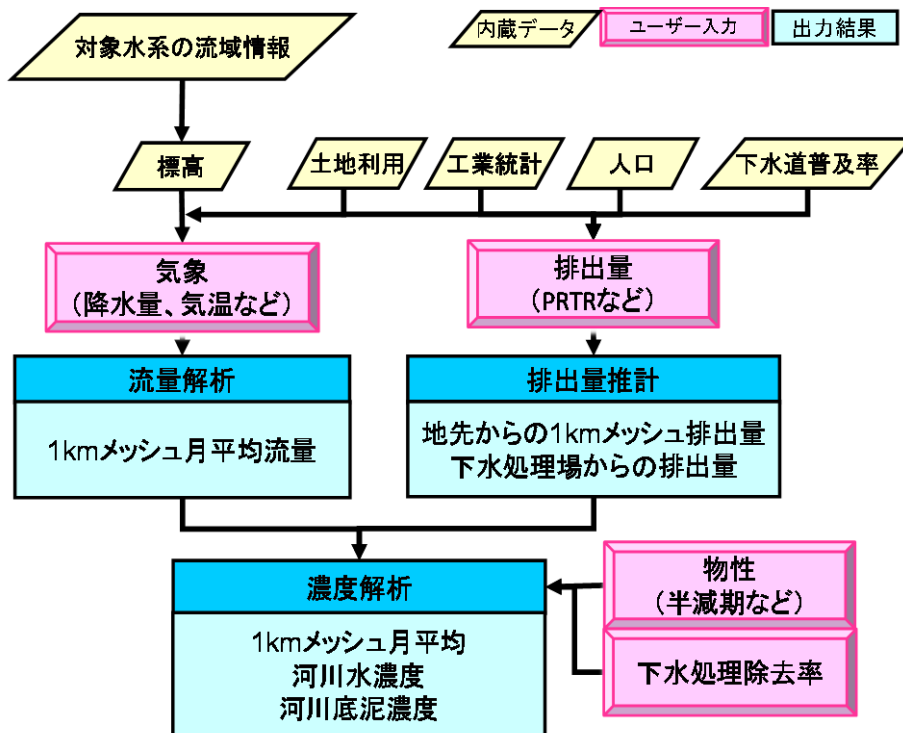 対象水系の流域情報
内蔵データ
ユーザー入力
出力結果
標高
土地利用
工業統計
人口
下水道普及率
気象
（降水量、気温など）
排出量
（PRTRなど）
流量解析
1kmメッシュ月平均流量
排出量推計
地先からの1kmメッシュ排出量
下水処理場からの排出量
濃度解析
1kmメッシュ月平均
河川水濃度
河川底泥濃度
物性
（半減期など）
下水処理除去率